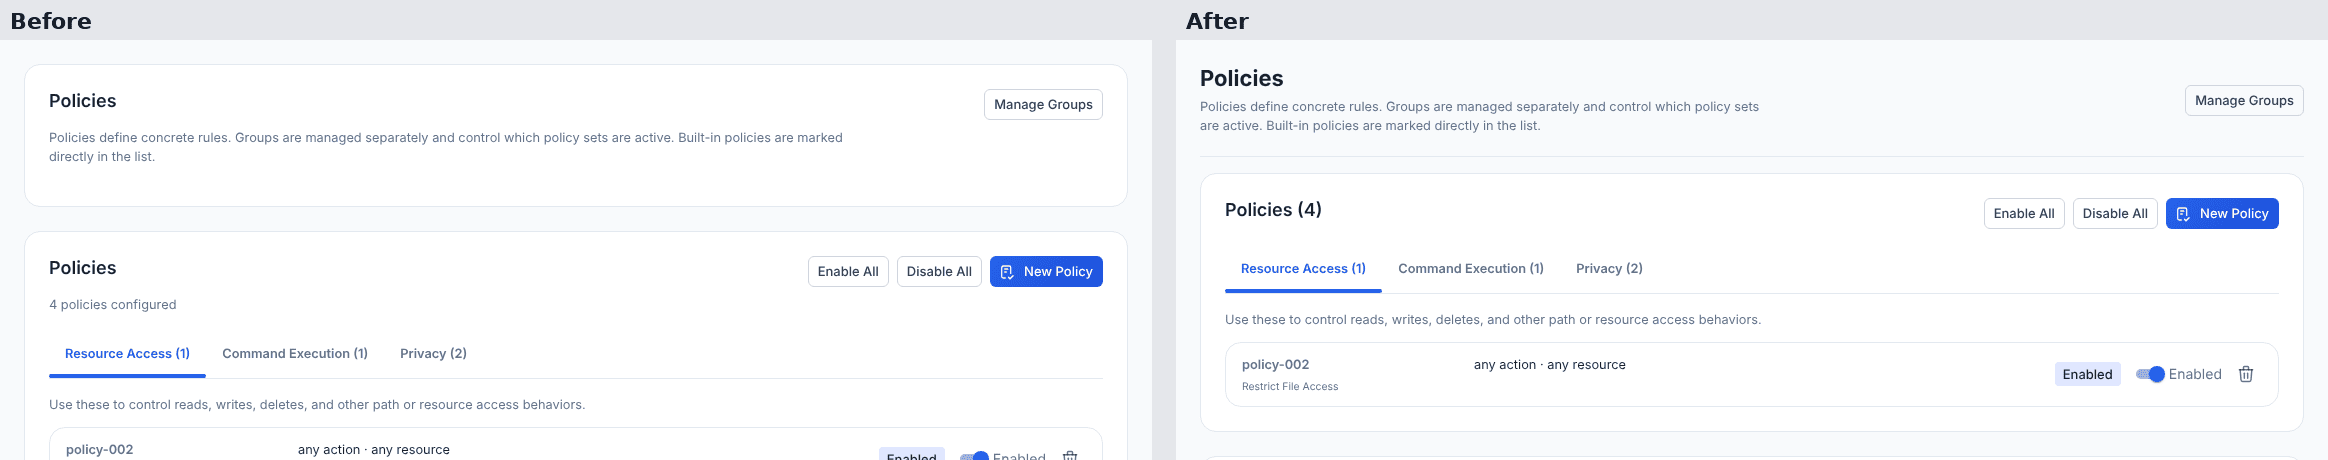 Before
Policies
Manage Groups
Policies define concrete rules. Groups are managed separately and control which policy sets are active. Built-in policies are marked
directly in the list.
Policies
Enable All
Disable All
New Policy
4 policies configured
Resource Access (1)
Command Execution (1)
Privacy (2)
Use these to control reads, writes, deletes, and other path or resource access behaviors.
policy-002
any action · any resource
Enabled
Enabled
After
Policies
Manage Groups
Policies define concrete rules. Groups are managed separately and control which policy sets
are active. Built-in policies are marked directly in the list.
Policies (4)
Enable All
Disable All
New Policy
Resource Access (1)
Command Execution (1)
Privacy (2)
Use these to control reads, writes, deletes, and other path or resource access behaviors.
policy-002
any action · any resource
Enabled
Enabled
Restrict File Access